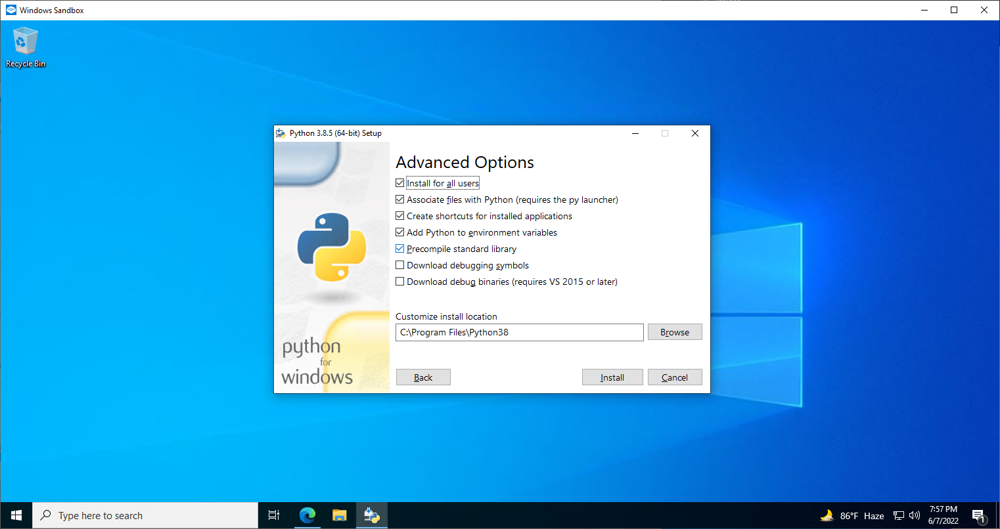 Windows Sandbox
Recycle Bin
Python 3.8.5 (64-bit) Setup
Advanced Options
Install for all users
Associate files with Python (requires the py launcher)
Create shortcuts for installed applications
Add Python to environment variables
Precompile standard library
Download debugging symbols
Download debug binaries (requires VS 2015 or later)
Customize install location
C:\Program Files\Python38
Browse
python
for
windows
Back
Install
Cancel
Type here to search
86°F Haze
7:57 PM
6/7/2022
1